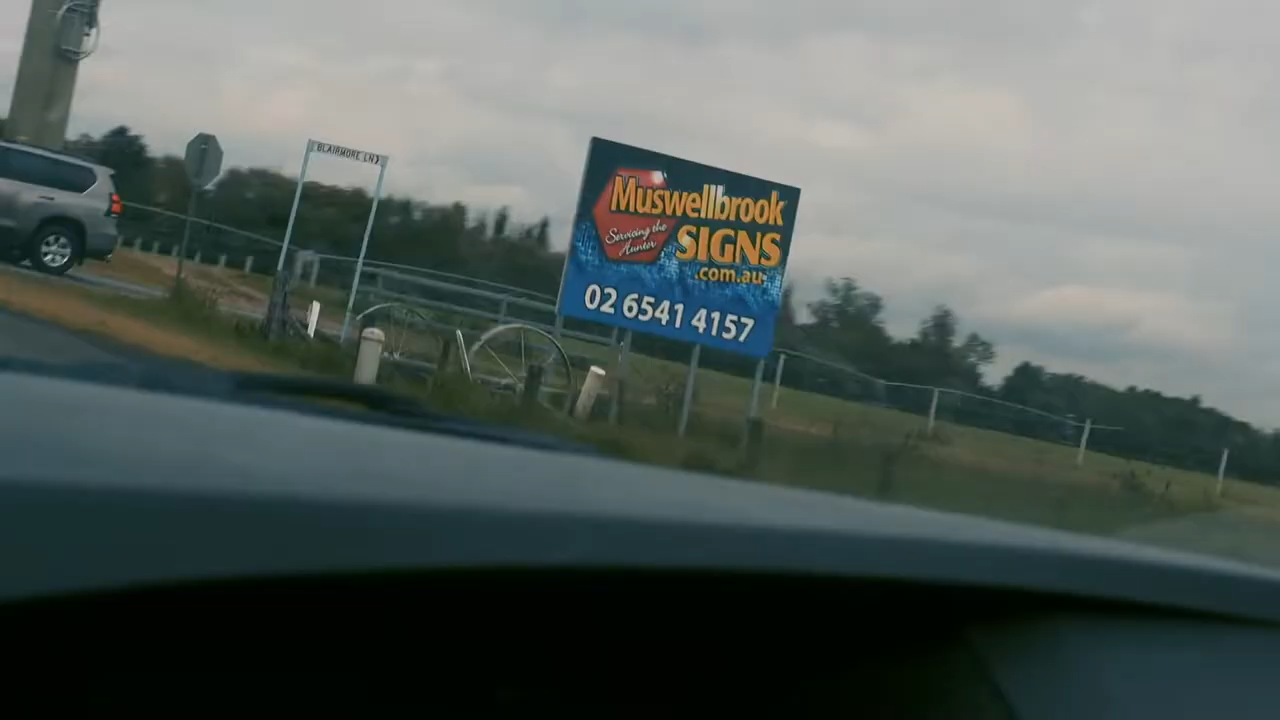 BLAIRMORE LN
Muswellbrook
SIGNS
.com.au
Servicing the
Hunter
02 6541 4157